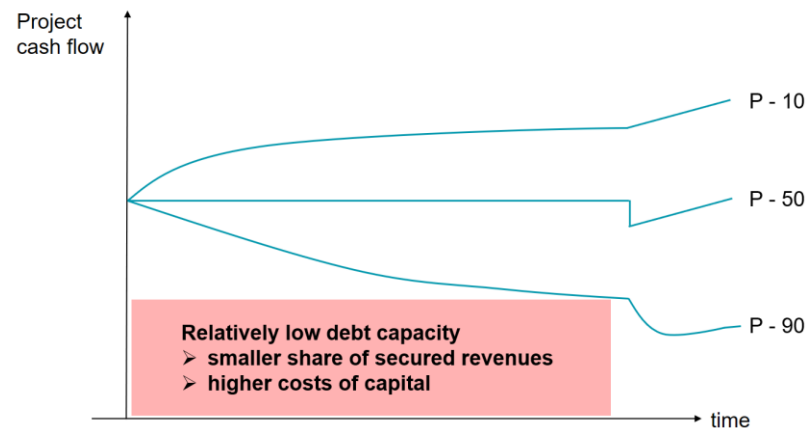 Project
cash flow
P - 10
P - 50
P - 90
Relatively low debt capacity
➢ smaller share of secured revenues
➢ higher costs of capital
time